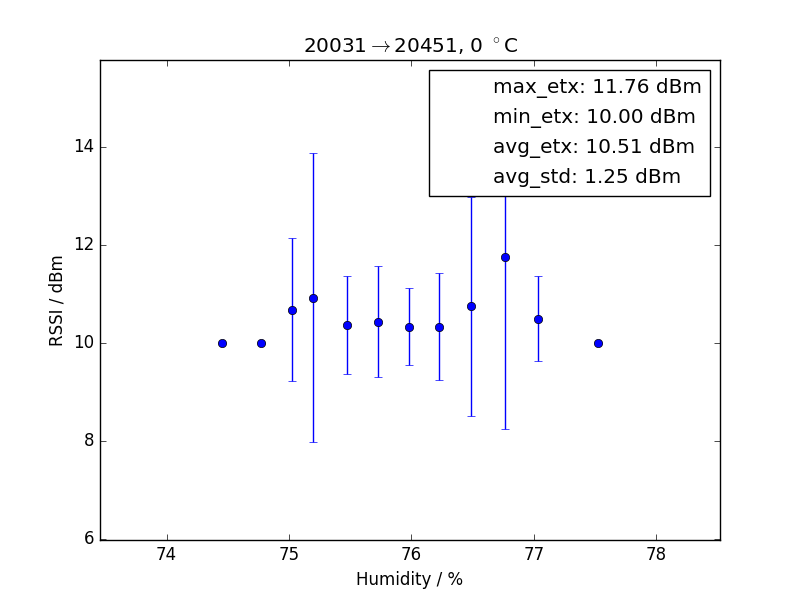 20031→20451, 0 °C
max_etx: 11.76 dBm
min_etx: 10.00 dBm
avg_etx: 10.51 dBm
avg_std: 1.25 dBm
RSSI / dBm
14
12
10
8
6
74 75 76 77 78
Humidity / %